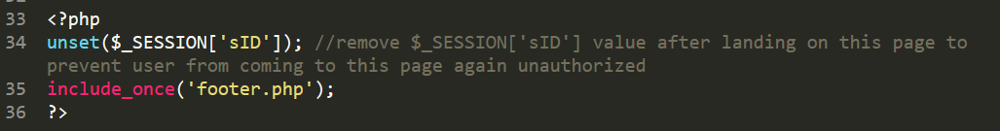 33 <?php
34 unset($_SESSION['sID']); //remove $_SESSION['sID'] value after landing on this page to
prevent user from coming to this page again unauthorized
35 include_once('footer.php');
36 ?>